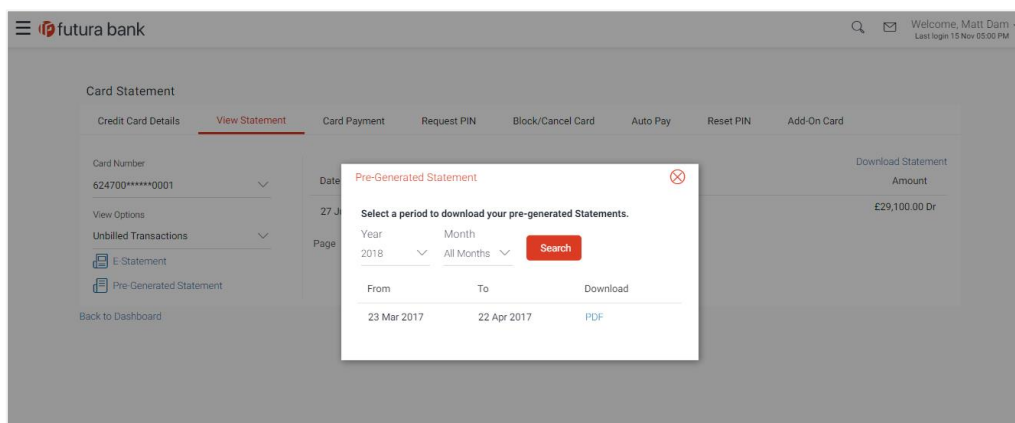 futura bank
Welcome, Matt Dam
Last login 15 Nov 05:00 PM
Card Statement
Credit Card Details View Statement Card Payment Request PIN Block/Cancel Card Auto Pay Reset PIN Add-On Card
Card Number
624700******0001
View Options
Unbilled Transactions
E-Statement
Pre-Generated Statement
Back to Dashboard
Download Statement
Date Amount
27 £29,100.00 Dr
Page
Pre-Generated Statement
Select a period to download your pre-generated Statements.
Year Month
2018 All Months Search
From To Download
23 Mar 2017 22 Apr 2017 PDF